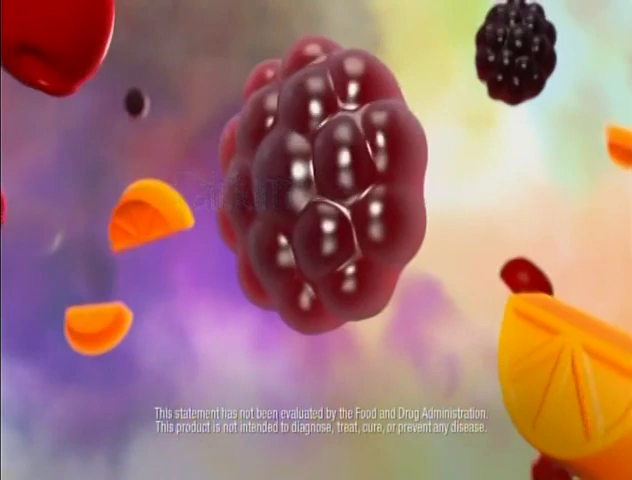 This statement has not been evaluated by the Food and Drug Administration.
This product is not intended to diagnose, treat, cure, or prevent any disease.